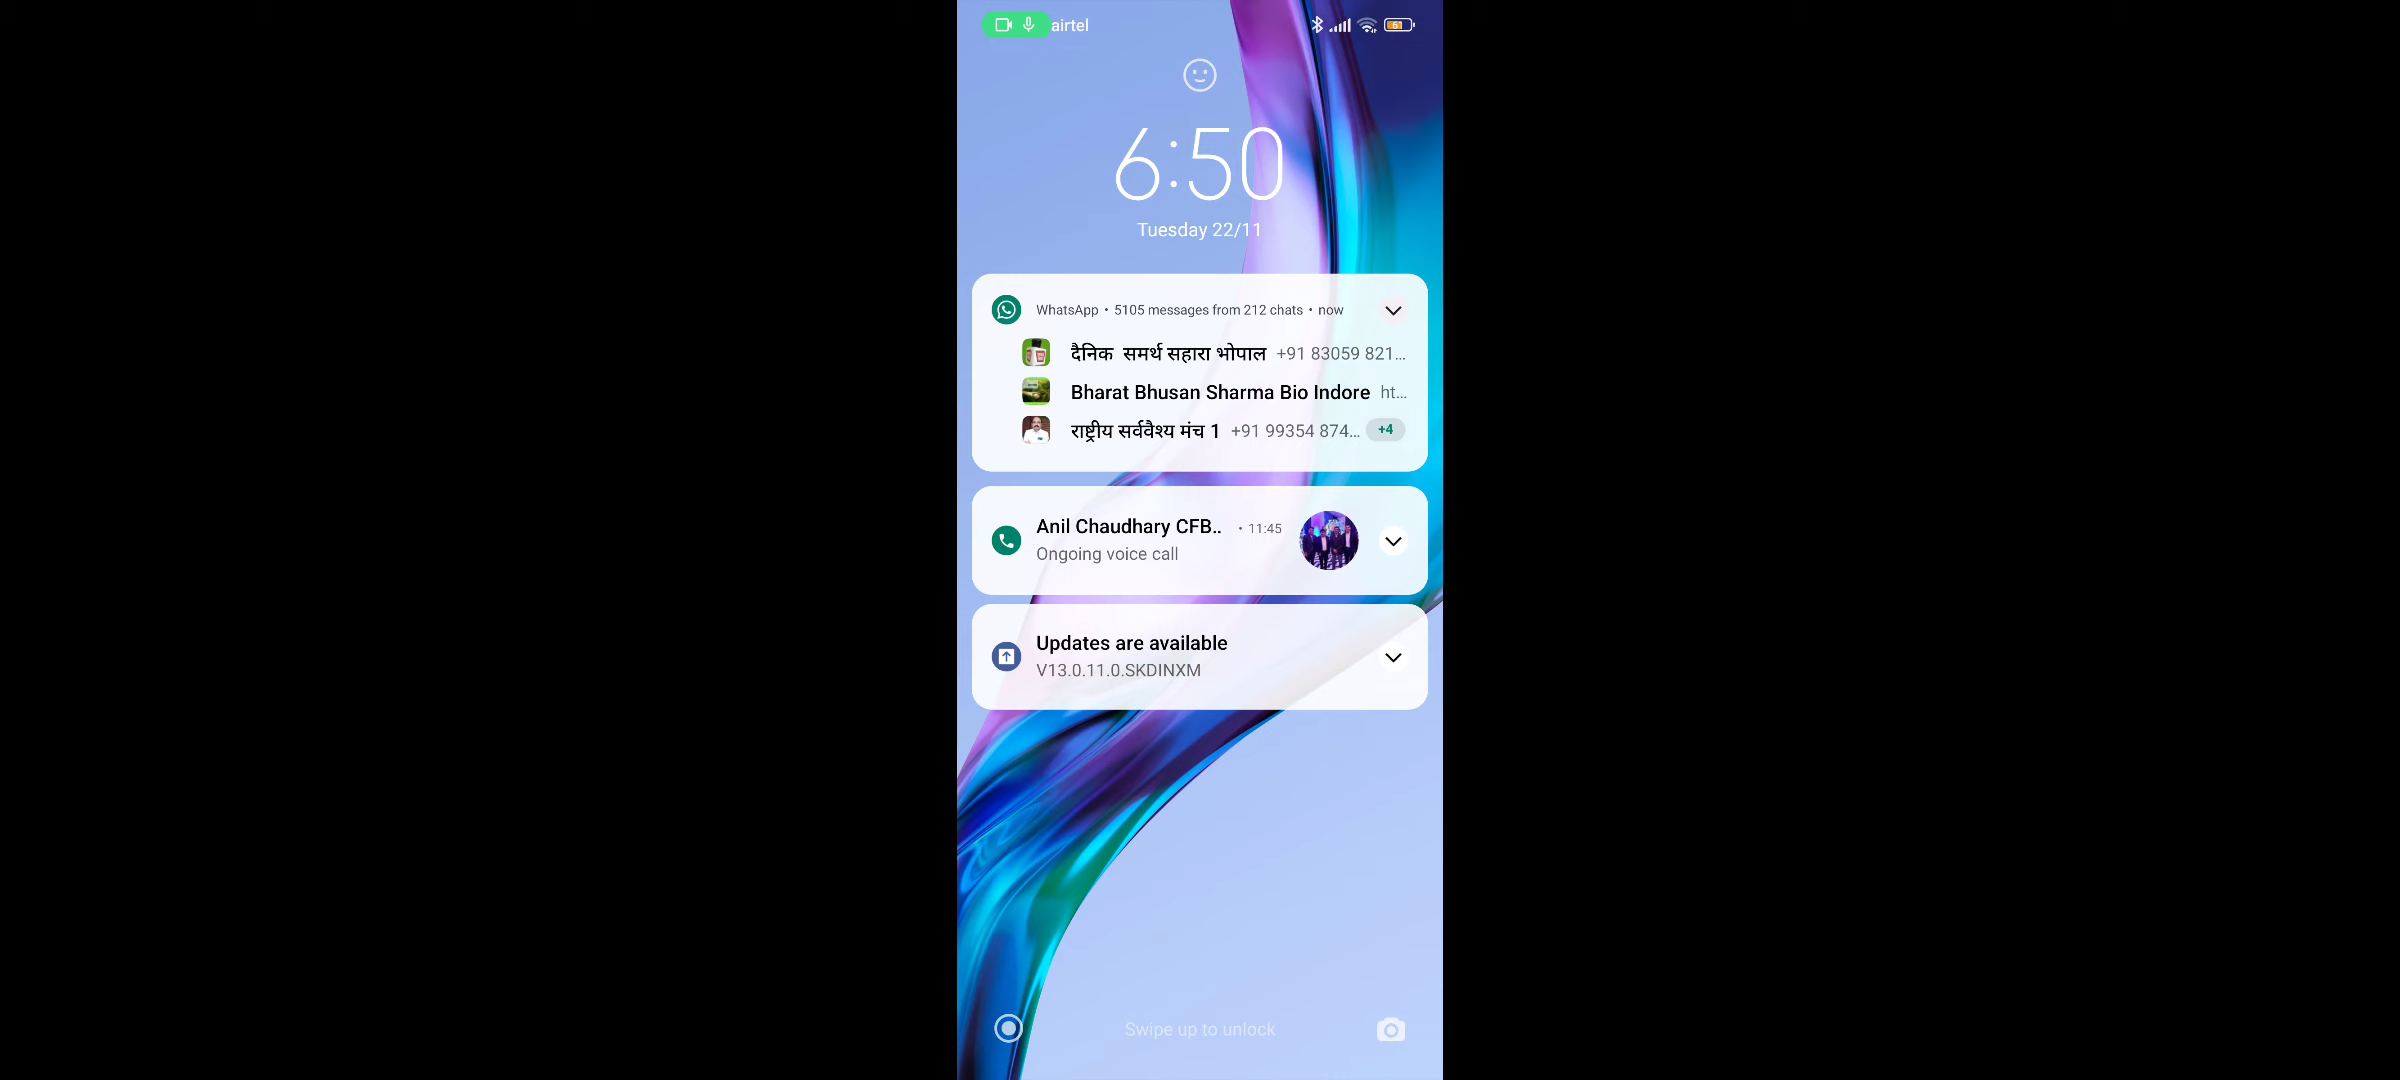 airtel
61
6:50
Tuesday 22/11
WhatsApp • 5105 messages from 212 chats • now
दैनिक समर्थ सहारा भोपाल +91 83059 821...
Bharat Bhusan Sharma Bio Indore ht...
राष्ट्रीय सर्ववैश्य मंच 1 +91 99354 874... +4
Anil Chaudhary CFB.. • 11:45
Ongoing voice call
Updates are available
V13.0.11.0.SKDINXM
Swipe up to unlock